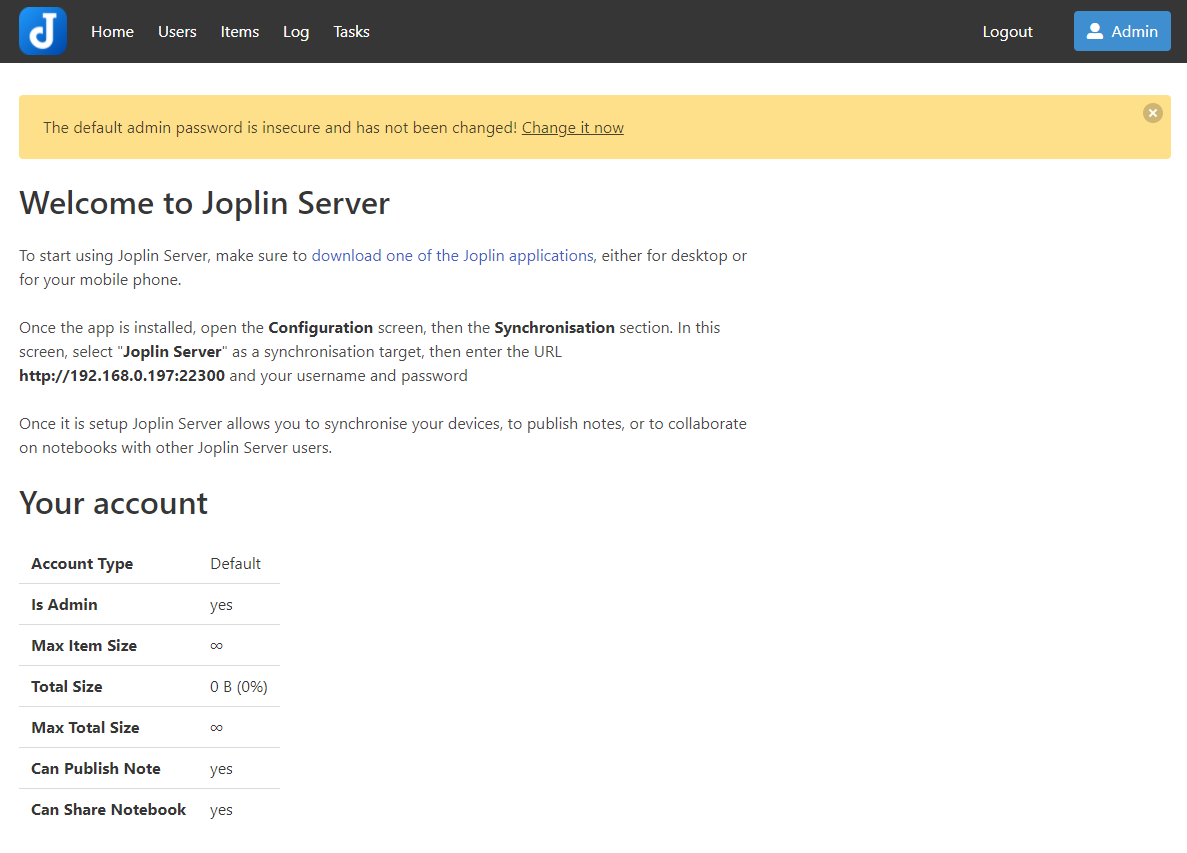 Home Users Items Log Tasks Logout Admin
The default admin password is insecure and has not been changed! Change it now
Welcome to Joplin Server
To start using Joplin Server, make sure to download one of the Joplin applications, either for desktop or
for your mobile phone.
Once the app is installed, open the Configuration screen, then the Synchronisation section. In this
screen, select "Joplin Server" as a synchronisation target, then enter the URL
http://192.168.0.197:22300 and your username and password
Once it is setup Joplin Server allows you to synchronise your devices, to publish notes, or to collaborate
on notebooks with other Joplin Server users.
Your account
Account Type Default
Is Admin yes
Max Item Size ∞
Total Size 0 B (0%)
Max Total Size ∞
Can Publish Note yes
Can Share Notebook yes